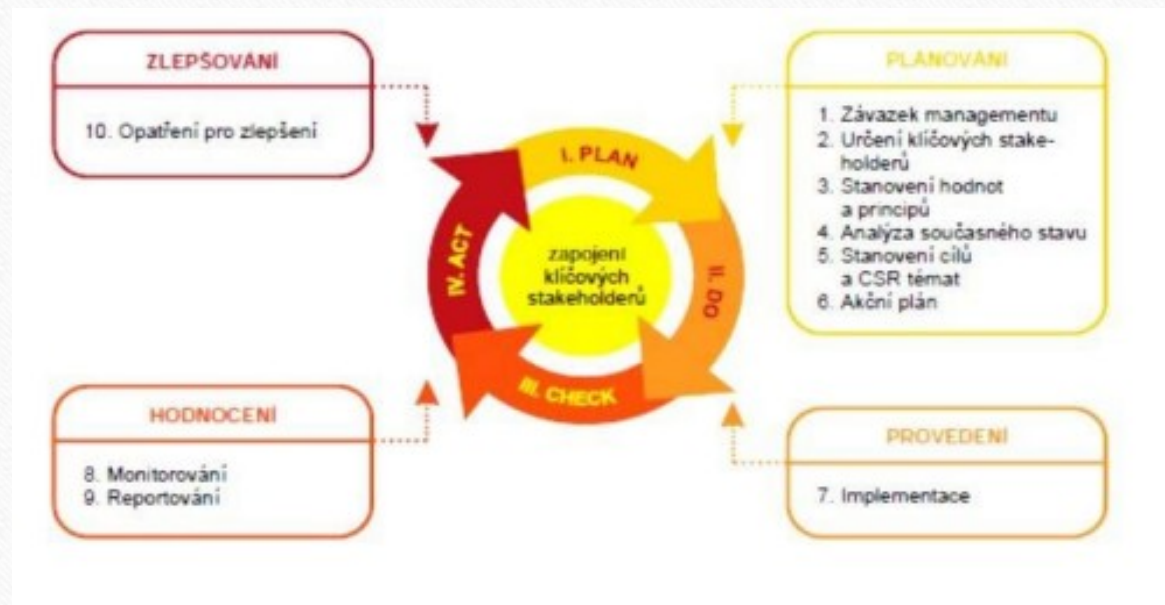 ZLEPŠOVÁNÍ
10. Opatření pro zlepšení
PLÁNOVÁNÍ
1. Závazek managementu
2. Určení klíčových stake-
holderů
3. Stanovení hodnot
a principů
4. Analýza současného stavu
5. Stanovení cílů
a CSR témat
6. Akční plán
I. PLAN
II. DO
III. CHECK
IV. ACT
zapojení
klíčových
stakeholderů
HODNOCENÍ
8. Monitorování
9. Reportování
PROVEDENÍ
7. Implementace